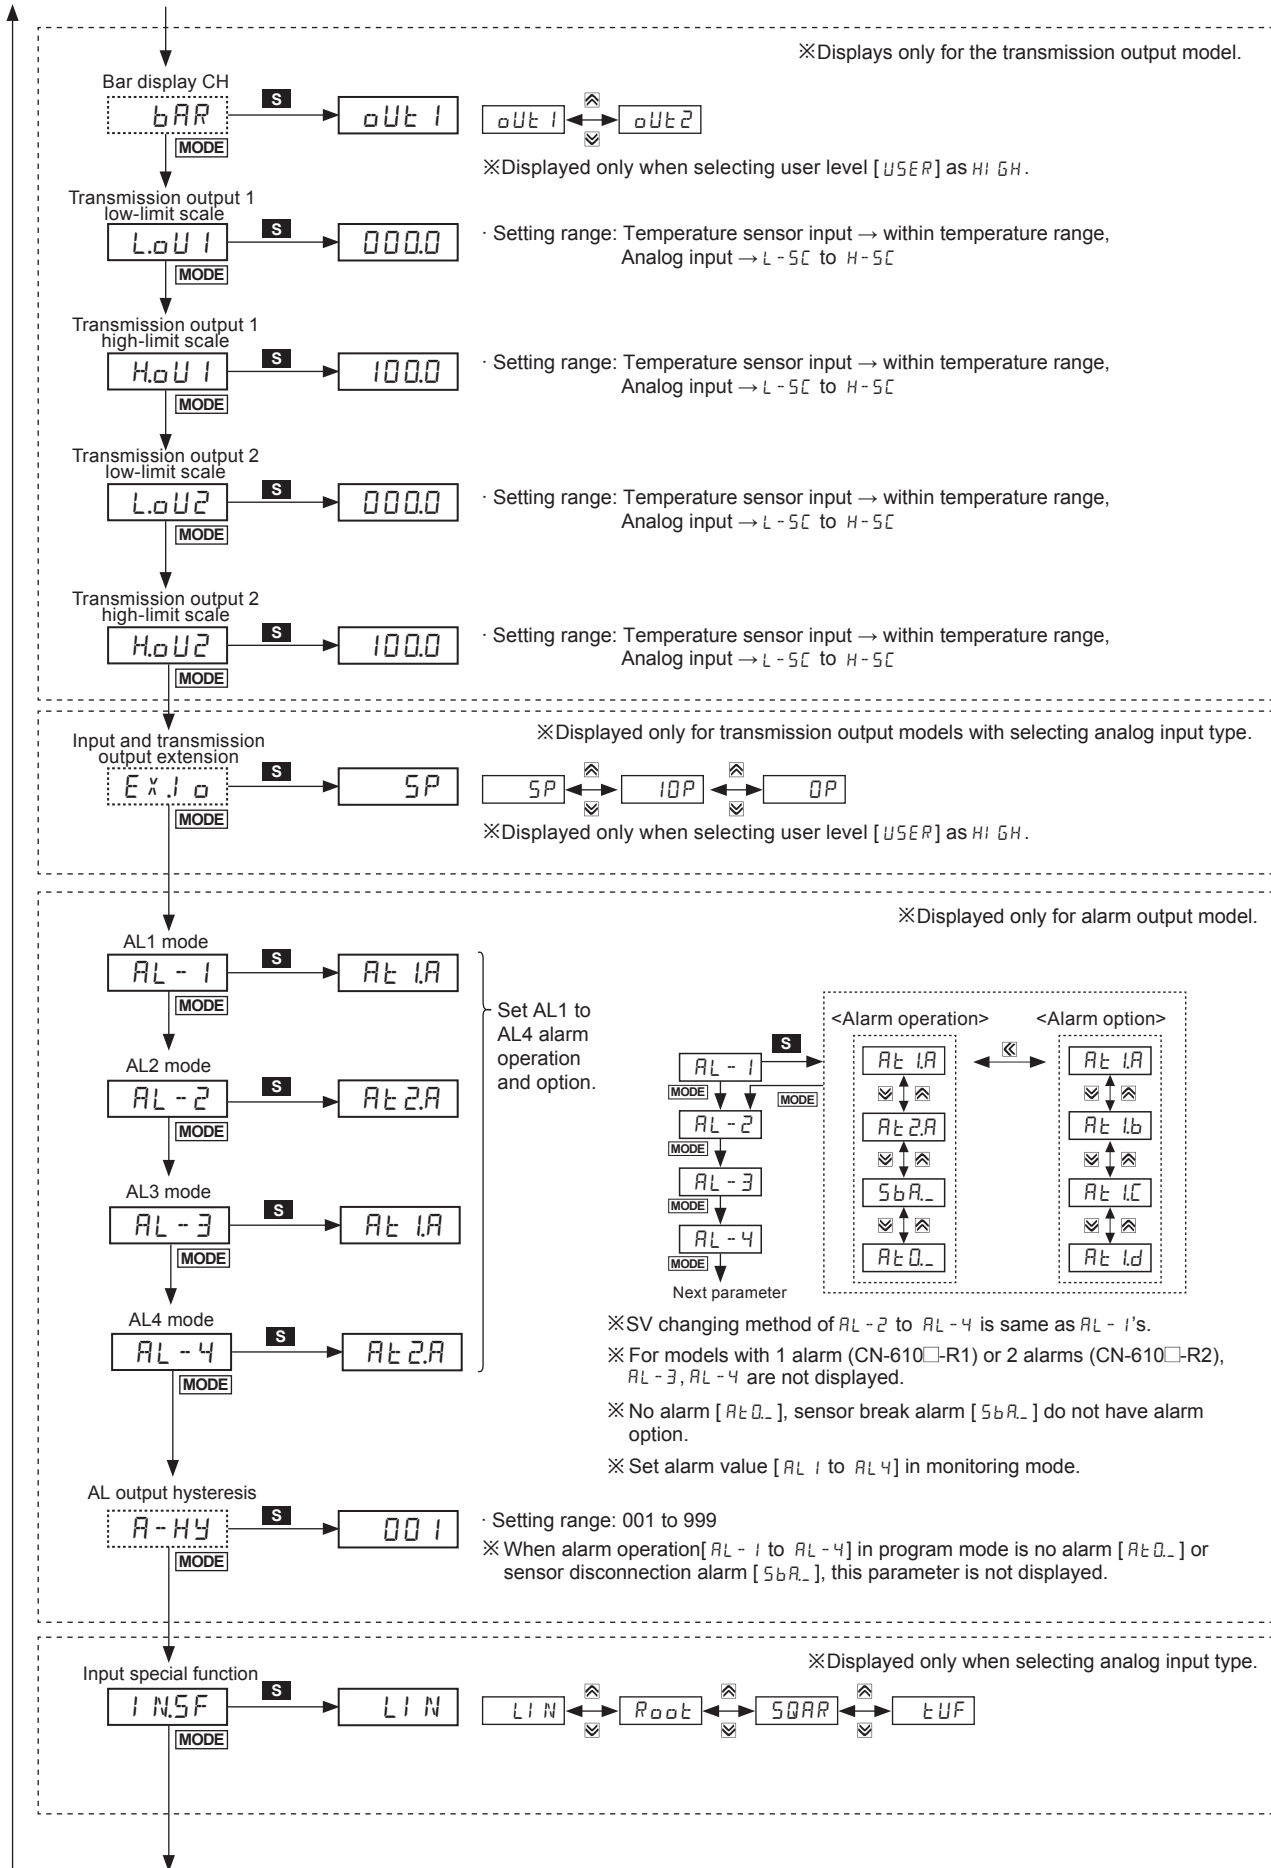 ※Displays only for the transmission output model.
Bar display CH
bAR
S
oUt1
oUt1
oUt2
MODE
※Displayed only when selecting user level [USER] as HIGH.
Transmission output 1
low-limit scale
L.oU1
S
000.0
· Setting range: Temperature sensor input → within temperature range,
Analog input → L-SC to H-SC
MODE
Transmission output 1
high-limit scale
H.oU1
S
100.0
· Setting range: Temperature sensor input → within temperature range,
Analog input → L-SC to H-SC
MODE
Transmission output 2
low-limit scale
L.oU2
S
000.0
· Setting range: Temperature sensor input → within temperature range,
Analog input → L-SC to H-SC
MODE
Transmission output 2
high-limit scale
H.oU2
S
100.0
· Setting range: Temperature sensor input → within temperature range,
Analog input → L-SC to H-SC
MODE
※Displayed only for transmission output models with selecting analog input type.
Input and transmission
output extension
Ex.Io
S
5P
5P
10P
0P
MODE
※Displayed only when selecting user level [USER] as HIGH.
※Displayed only for alarm output model.
AL1 mode
AL-1
S
At1.A
MODE
AL2 mode
AL-2
S
At2.A
MODE
AL3 mode
AL-3
S
At1.A
MODE
AL4 mode
AL-4
S
At2.A
MODE
Set AL1 to
AL4 alarm
operation
and option.
<Alarm operation>
<Alarm option>
AL-1
S
At1.A
At1.A
MODE
MODE
AL-2
At2.A
At1.b
MODE
AL-3
SbA._
At1.C
MODE
AL-4
At0._
At1.d
MODE
Next parameter
※SV changing method of AL-2 to AL-4 is same as AL-1's.
※For models with 1 alarm (CN-610□-R1) or 2 alarms (CN-610□-R2),
AL-3, AL-4 are not displayed.
※No alarm [At0._], sensor break alarm [SbA._] do not have alarm
option.
※Set alarm value [AL1 to AL4] in monitoring mode.
AL output hysteresis
A-HY
S
001
· Setting range: 001 to 999
MODE
※When alarm operation[AL-1 to AL-4] in program mode is no alarm [At0._] or
sensor disconnection alarm [SbA._], this parameter is not displayed.
※Displayed only when selecting analog input type.
Input special function
IN.SF
S
LIN
LIN
Root
SQAR
tUF
MODE